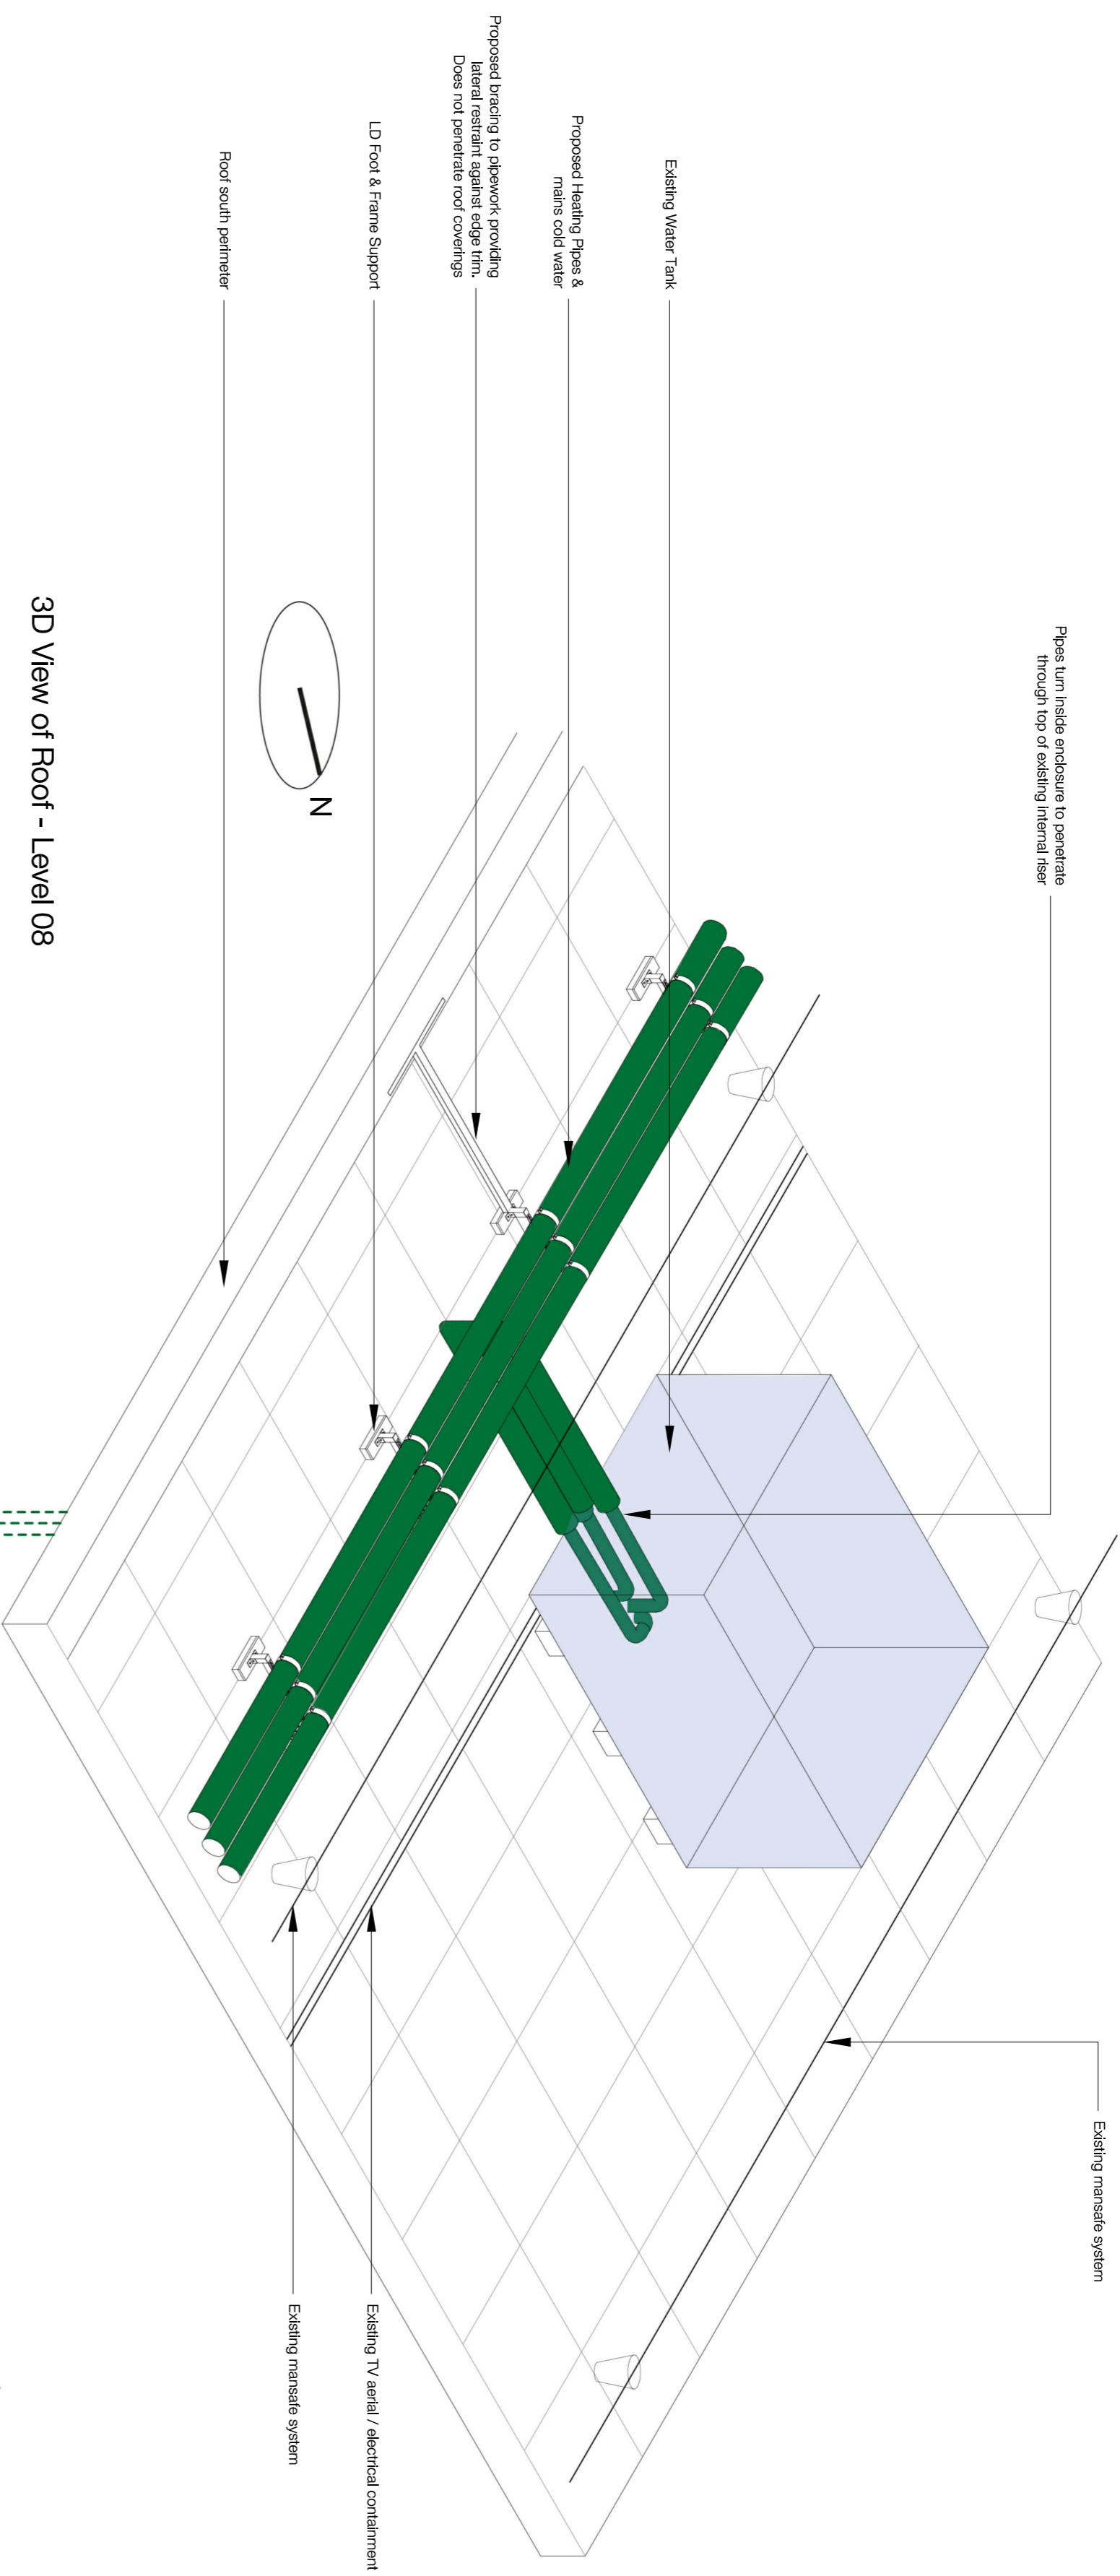 Existing mansafe system
Pipes turn inside enclosure to penetrate
through top of existing internal riser
Existing Water Tank
Proposed Heating Pipes &
mains cold water
Proposed bracing to pipework providing
lateral restraint against edge trim.
Does not penetrate roof coverings
LD Foot & Frame Support
Roof south perimeter
Existing TV aerial / electrical containment
Existing mansafe system
N
3D View of Roof - Level 08